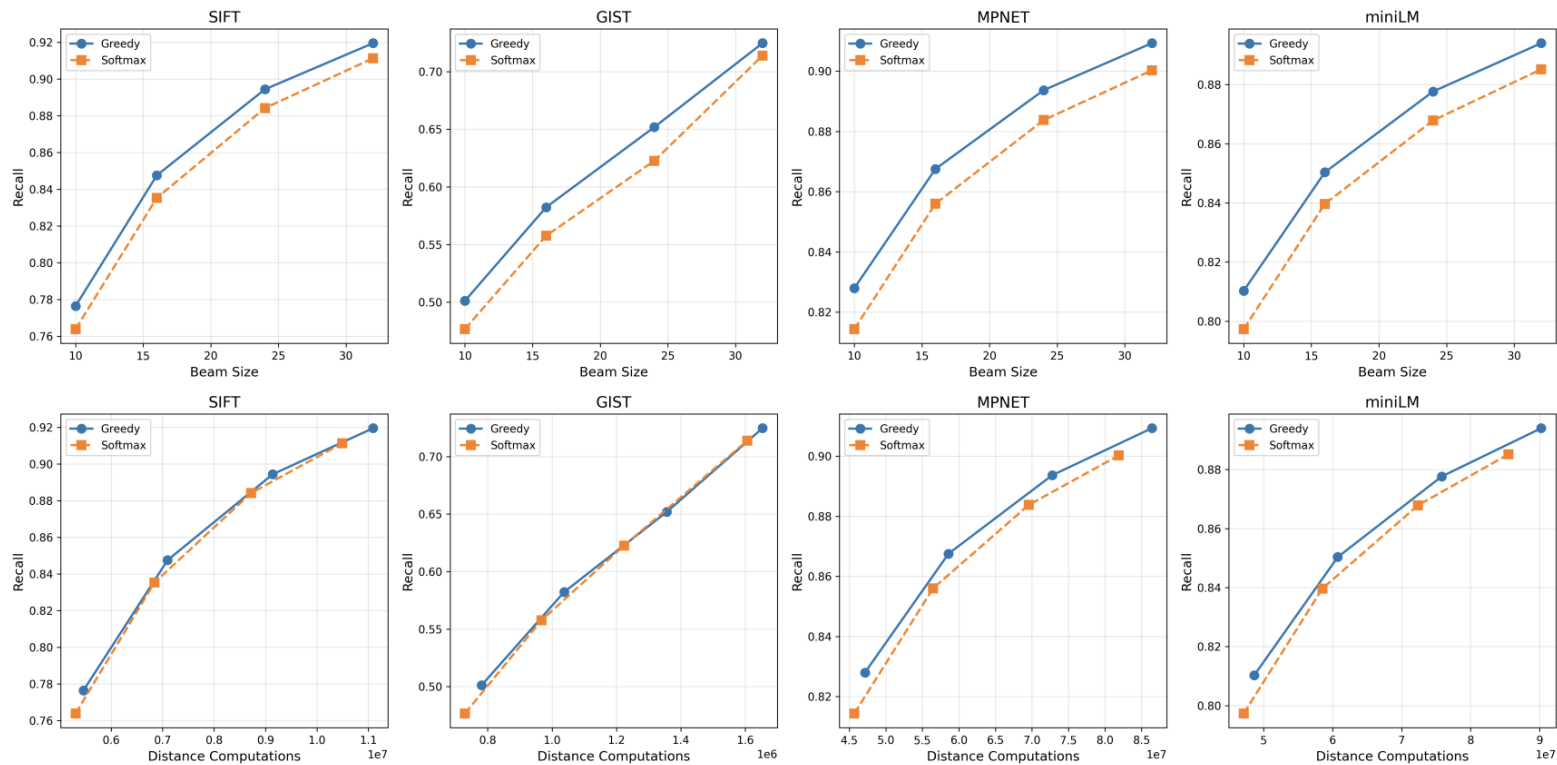 SIFT
Greedy
Softmax
0.92
0.90
0.88
0.86
0.84
0.82
0.80
0.78
0.76
Recall
10
15
20
25
30
Beam Size
GIST
Greedy
Softmax
0.70
0.65
0.60
0.55
0.50
Recall
10
15
20
25
30
Beam Size
MPNET
Greedy
Softmax
0.90
0.88
0.86
0.84
0.82
Recall
10
15
20
25
30
Beam Size
miniLM
Greedy
Softmax
0.88
0.86
0.84
0.82
0.80
Recall
10
15
20
25
30
Beam Size
SIFT
Greedy
Softmax
0.92
0.90
0.88
0.86
0.84
0.82
0.80
0.78
0.76
Recall
0.6
0.7
0.8
0.9
1.0
1.1
1e7
Distance Computations
GIST
Greedy
Softmax
0.70
0.65
0.60
0.55
0.50
Recall
0.8
1.0
1.2
1.4
1.6
1e6
Distance Computations
MPNET
Greedy
Softmax
0.90
0.88
0.86
0.84
0.82
Recall
4.5
5.0
5.5
6.0
6.5
7.0
7.5
8.0
8.5
1e7
Distance Computations
miniLM
Greedy
Softmax
0.88
0.86
0.84
0.82
0.80
Recall
5
6
7
8
9
1e7
Distance Computations